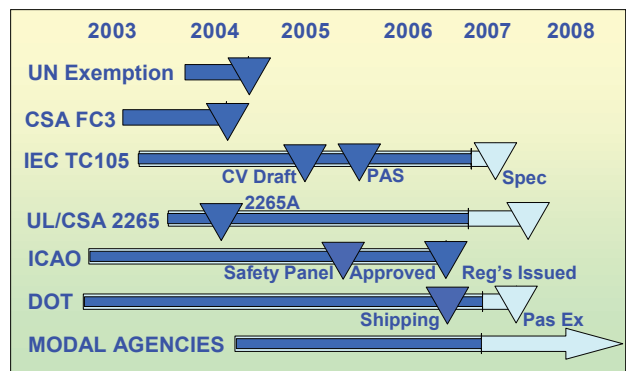 2003 2004 2005 2006 2007 2008
UN Exemption
CSA FC3
IEC TC105
CV Draft PAS Spec
UL/CSA 2265 2265A
ICAO
Safety Panel Approved Reg's Issued
DOT
Shipping Pas Ex
MODAL AGENCIES